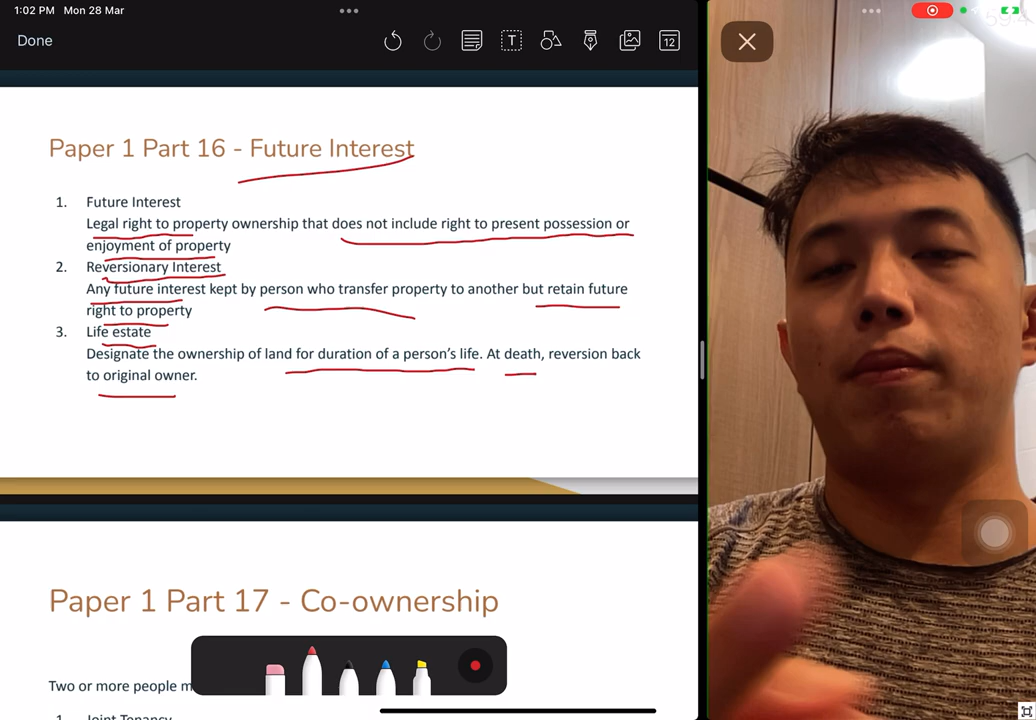 1:02 PM Mon 28 Mar
Done
12
Paper 1 Part 16 - Future Interest
1. Future Interest
Legal right to property ownership that does not include right to present possession or
enjoyment of property
2. Reversionary Interest
Any future interest kept by person who transfer property to another but retain future
right to property
3. Life estate
Designate the ownership of land for duration of a person's life. At death, reversion back
to original owner.
Paper 1 Part 17 - Co-ownership
Two or more people m
1. Joint Tenancy